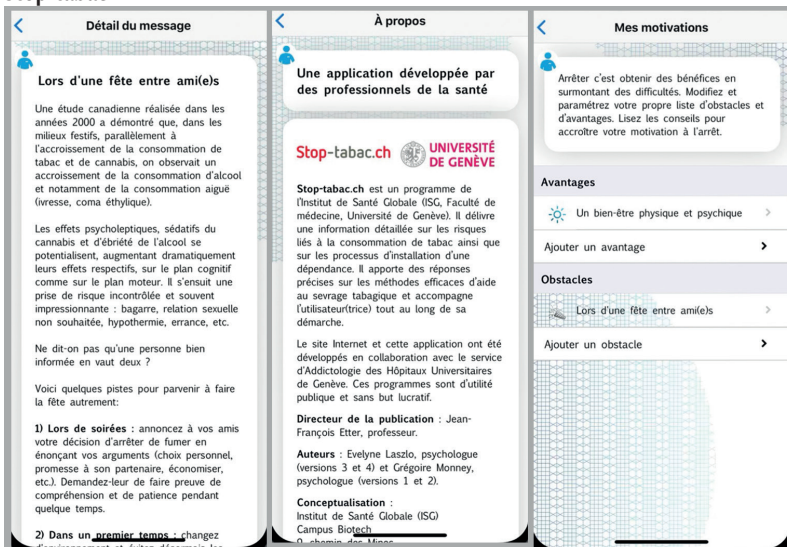 Détail du message
Lors d'une fête entre ami(e)s
Une étude canadienne réalisée dans les
années 2000 a démontré que, dans les
milieux festifs, parallèlement à
l'accroissement de la consommation de
tabac et de cannabis, on observait un
accroissement de la consommation d'alcool
et notamment de la consommation aiguë
(ivresse, coma éthylique).
Les effets psycholeptiques, sédatifs du
cannabis et d'ébriété de l'alcool se
potentialisent, augmentant dramatiquement
leurs effets respectifs, sur le plan cognitif
comme sur le plan moteur. Il s'ensuit une
prise de risque incontrôlée et souvent
impressionnante : bagarre, relation sexuelle
non souhaitée, hypothermie, errance, etc.
Ne dit-on pas qu'une personne bien
informée en vaut deux ?
Voici quelques pistes pour parvenir à faire
la fête autrement:
1) Lors de soirées : annoncez à vos amis
votre décision d'arrêter de fumer en
énonçant vos arguments (choix personnel,
promesse à son partenaire, économiser,
etc.). Demandez-leur de faire preuve de
compréhension et de patience pendant
quelque temps.
2) Dans un premier temps : changez
À propos
Une application développée par
des professionnels de la santé
Stop-tabac.ch
UNIVERSITÉ
DE GENÈVE
Stop-tabac.ch est un programme de
l'Institut de Santé Globale (ISG, Faculté de
médecine, Université de Genève). Il délivre
une information détaillée sur les risques
liés à la consommation de tabac ainsi que
sur les processus d'installation d'une
dépendance. Il apporte des réponses
précises sur les méthodes efficaces d'aide
au sevrage tabagique et accompagne
l'utilisateur(trice) tout au long de sa
démarche.
Le site Internet et cette application ont été
développés en collaboration avec le service
d'Addictologie des Hôpitaux Universitaires
de Genève. Ces programmes sont d'utilité
publique et sans but lucratif.
Directeur de la publication : Jean-
François Etter, professeur.
Auteurs : Evelyne Laszlo, psychologue
(versions 3 et 4) et Grégoire Monney,
psychologue (versions 1 et 2).
Conceptualisation :
Institut de Santé Globale (ISG)
Campus Biotech
9, chemin des Mines
Mes motivations
Arrêter c'est obtenir des bénéfices en
surmontant des difficultés. Modifiez et
paramétrez votre propre liste d'obstacles et
d'avantages. Lisez les conseils pour
accroître votre motivation à l'arrêt.
Avantages
Un bien-être physique et psychique
Ajouter un avantage
Obstacles
Lors d'une fête entre ami(e)s
Ajouter un obstacle